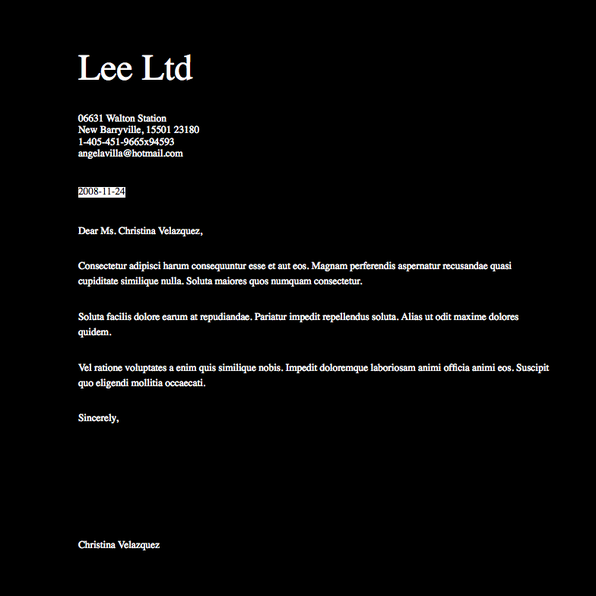 Lee Ltd
06631 Walton Station
New Barryville, 15501 23180
1-405-451-9665x94593
angelavilla@hotmail.com
2008-11-24
Dear Ms. Christina Velazquez,
Consectetur adipisci harum consequuntur esse et aut eos. Magnam perferendis aspernatur recusandae quasi
cupiditate similique nulla. Soluta maiores quos numquam consectetur.
Soluta facilis dolore earum at repudiandae. Pariatur impedit repellendus soluta. Alias ut odit maxime dolores
quidem.
Vel ratione voluptates a enim quis similique nobis. Impedit doloremque laboriosam animi officia animi eos. Suscipit
quo eligendi mollitia occaecati.
Sincerely,
Christina Velazquez